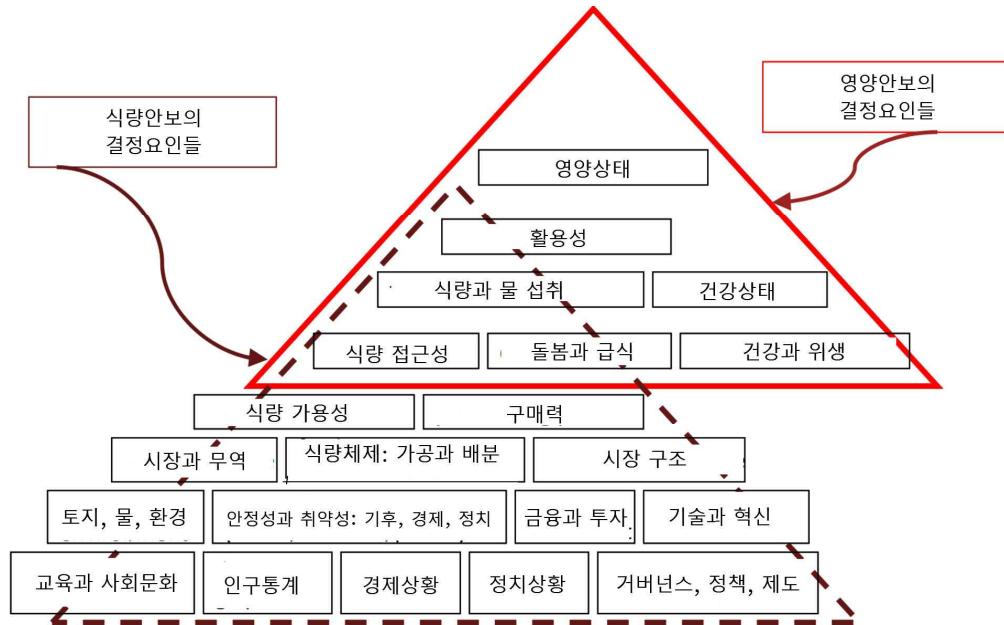 식량안보의
결정요인들
영양안보의
결정요인들
영양상태
활용성
식량과 물 섭취
건강상태
식량 접근성
돌봄과 급식
건강과 위생
식량 가용성
구매력
시장과 무역
식량체제: 가공과 배분
시장 구조
토지, 물, 환경
안정성과 취약성: 기후, 경제, 정치
금융과 투자
기술과 혁신
교육과 사회문화
인구통계
경제상황
정치상황
거버넌스, 정책, 제도